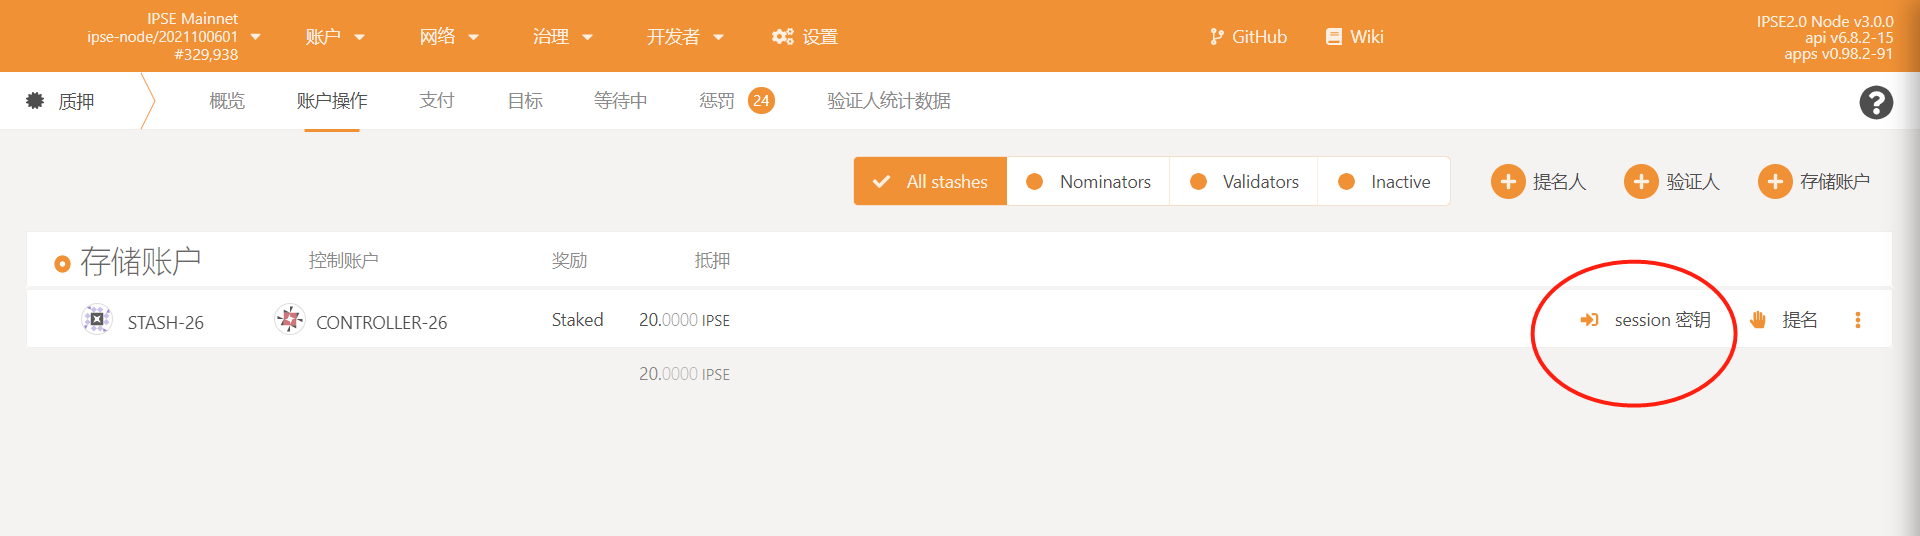 IPSE Mainnet
ipse-node/2021100601
#329,938
账户
网络
治理
开发者
设置
GitHub
Wiki
IPSE2.0 Node v3.0.0
api v6.8.2-15
apps v0.98.2-91
质押
概览
账户操作
支付
目标
等待中
惩罚 24
验证人统计数据
All stashes
Nominators
Validators
Inactive
提名人
验证人
存储账户
存储账户
控制账户
奖励
抵押
STASH-26
CONTROLLER-26
Staked
20.0000 IPSE
session 密钥
提名
20.0000 IPSE